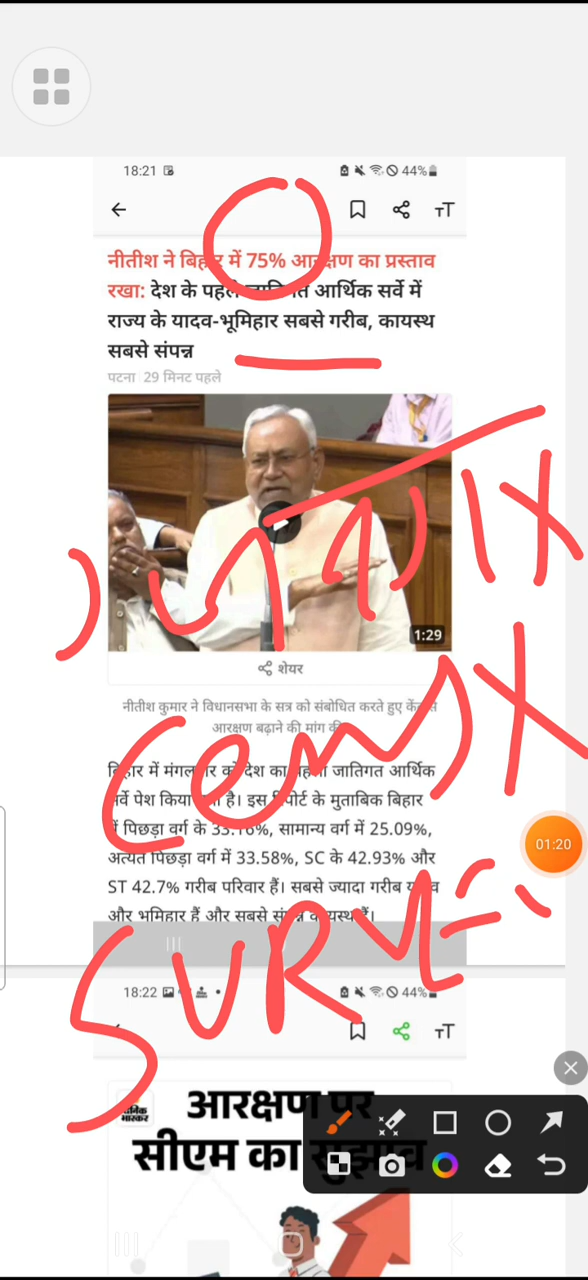 18:21
44%
नीतीश ने बिहार में 75% आरक्षण का प्रस्ताव
रखा: देश के पहले जातिगत आर्थिक सर्वे में
राज्य के यादव-भूमिहार सबसे गरीब, कायस्थ
सबसे संपन्न
पटना 29 मिनट पहले
1:29
शेयर
नीतीश कुमार ने विधानसभा के सत्र को संबोधित करते हुए
आरक्षण बढ़ाने की मांग की
बिहार में मंगलवार को देश का पहला जातिगत आर्थिक
सर्वे पेश किया गया है। इस रिपोर्ट के मुताबिक बिहार
में पिछड़ा वर्ग के 33.16%, सामान्य वर्ग में 25.09%,
अत्यंत पिछड़ा वर्ग में 33.58%, SC के 42.93% और
ST 42.7% गरीब परिवार हैं। सबसे ज्यादा गरीब यादव
और भूमिहार हैं और सबसे संपन्न कायस्थ हैं।
Cens X
SURVE
01:20
18:22
44%
दैनिक
भास्कर
आरक्षण पर
सीएम का सुझाव